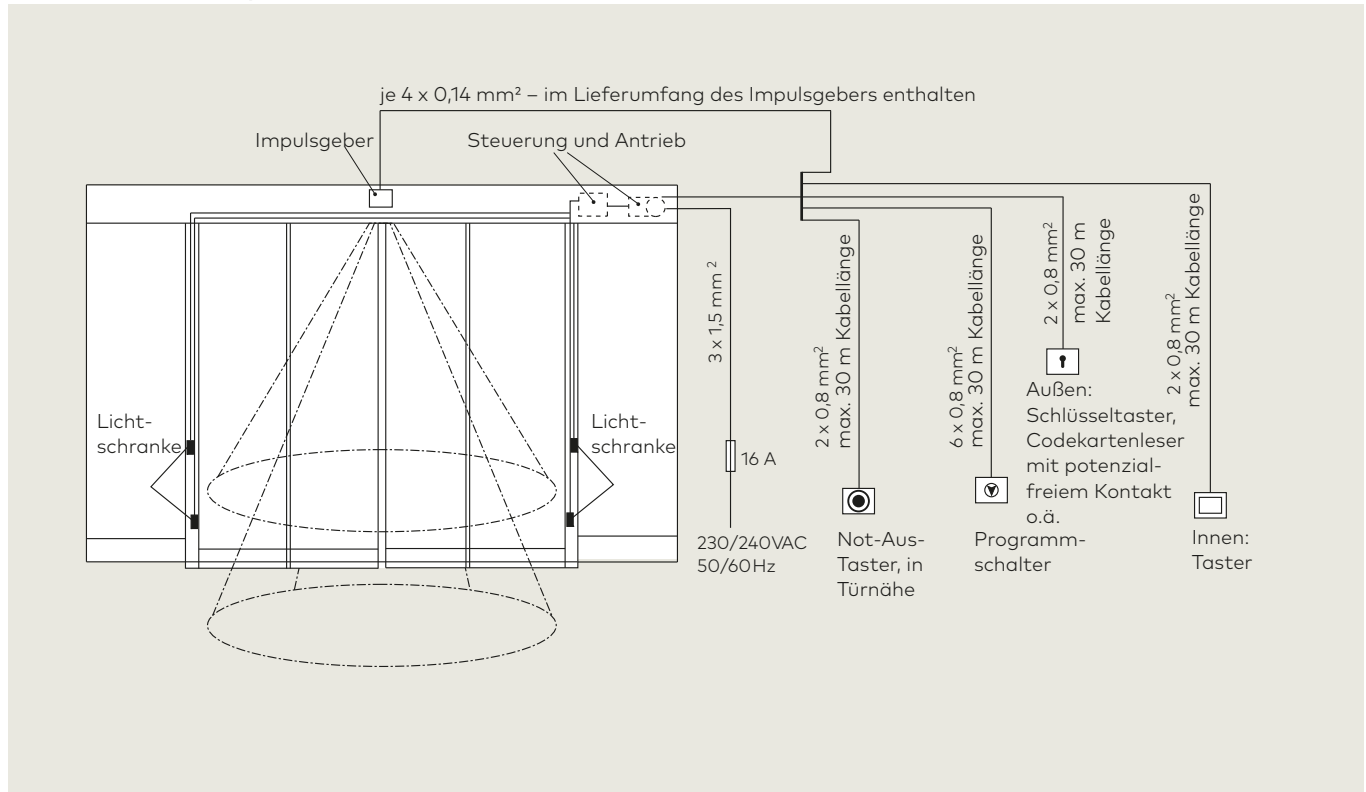 je 4 x 0,14 mm² – im Lieferumfang des Impulsgebers enthalten
Impulsgeber
Steuerung und Antrieb
Licht-
schranke
Licht-
schranke
3 x 1,5 mm²
16 A
230/240VAC
50/60Hz
2 x 0,8 mm²
max. 30 m Kabellänge
Not-Aus-
Taster, in
Türnähe
6 x 0,8 mm²
max. 30 m Kabellänge
Programm-
schalter
2 x 0,8 mm²
max. 30 m
Kabellänge
Außen:
Schlüsseltaster,
Codekartenleser
mit potenzial-
freiem Kontakt
o.ä.
2 x 0,8 mm²
max. 30 m Kabellänge
Innen:
Taster